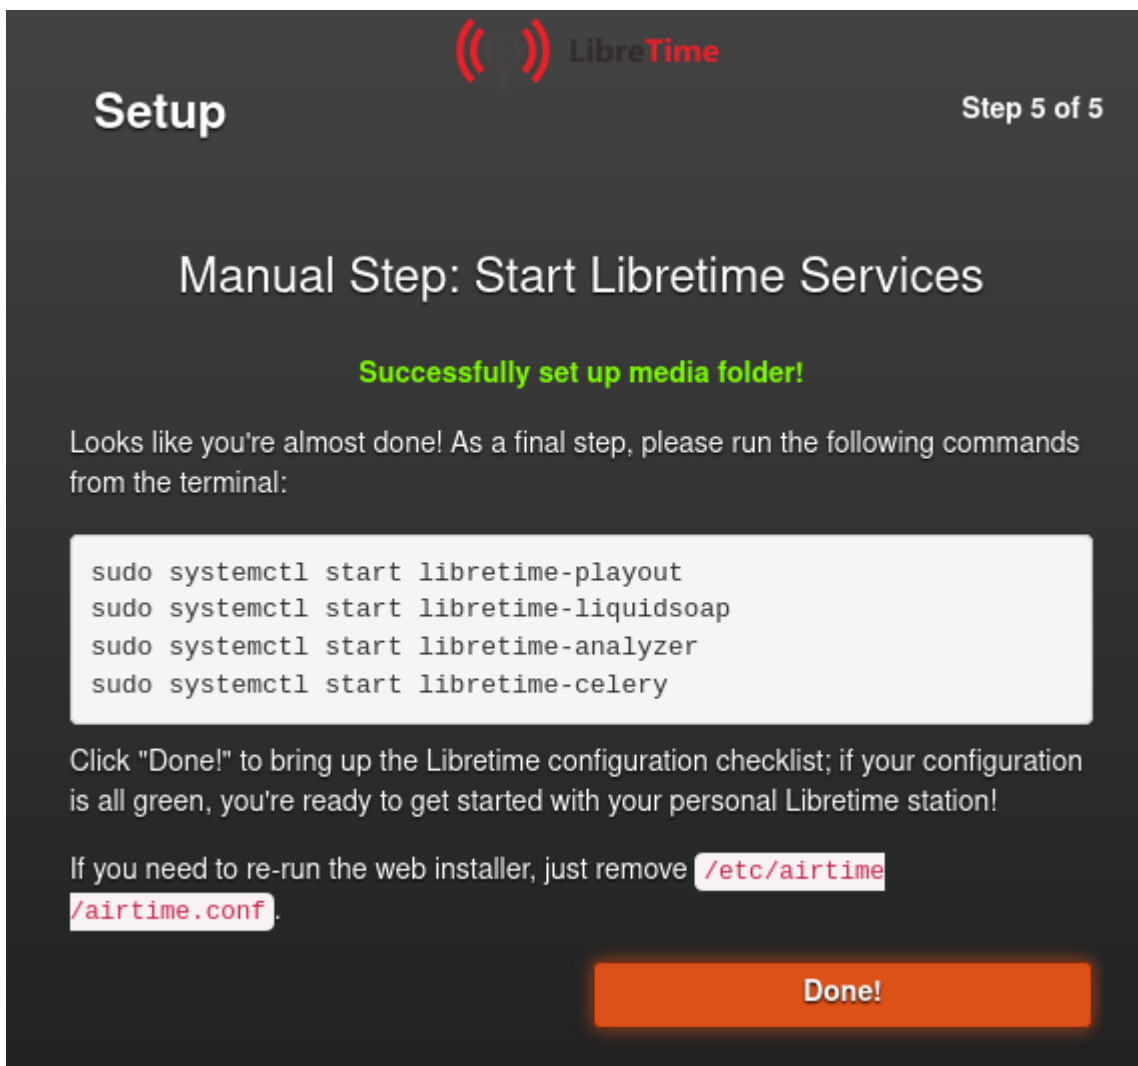 LibreTime
Setup
Step 5 of 5
Manual Step: Start Libretime Services
Successfully set up media folder!
Looks like you're almost done! As a final step, please run the following commands
from the terminal:
sudo systemctl start libretime-playout
sudo systemctl start libretime-liquidsoap
sudo systemctl start libretime-analyzer
sudo systemctl start libretime-celery
Click "Done!" to bring up the Libretime configuration checklist; if your configuration
is all green, you're ready to get started with your personal Libretime station!
If you need to re-run the web installer, just remove /etc/airtime
/airtime.conf.
Done!